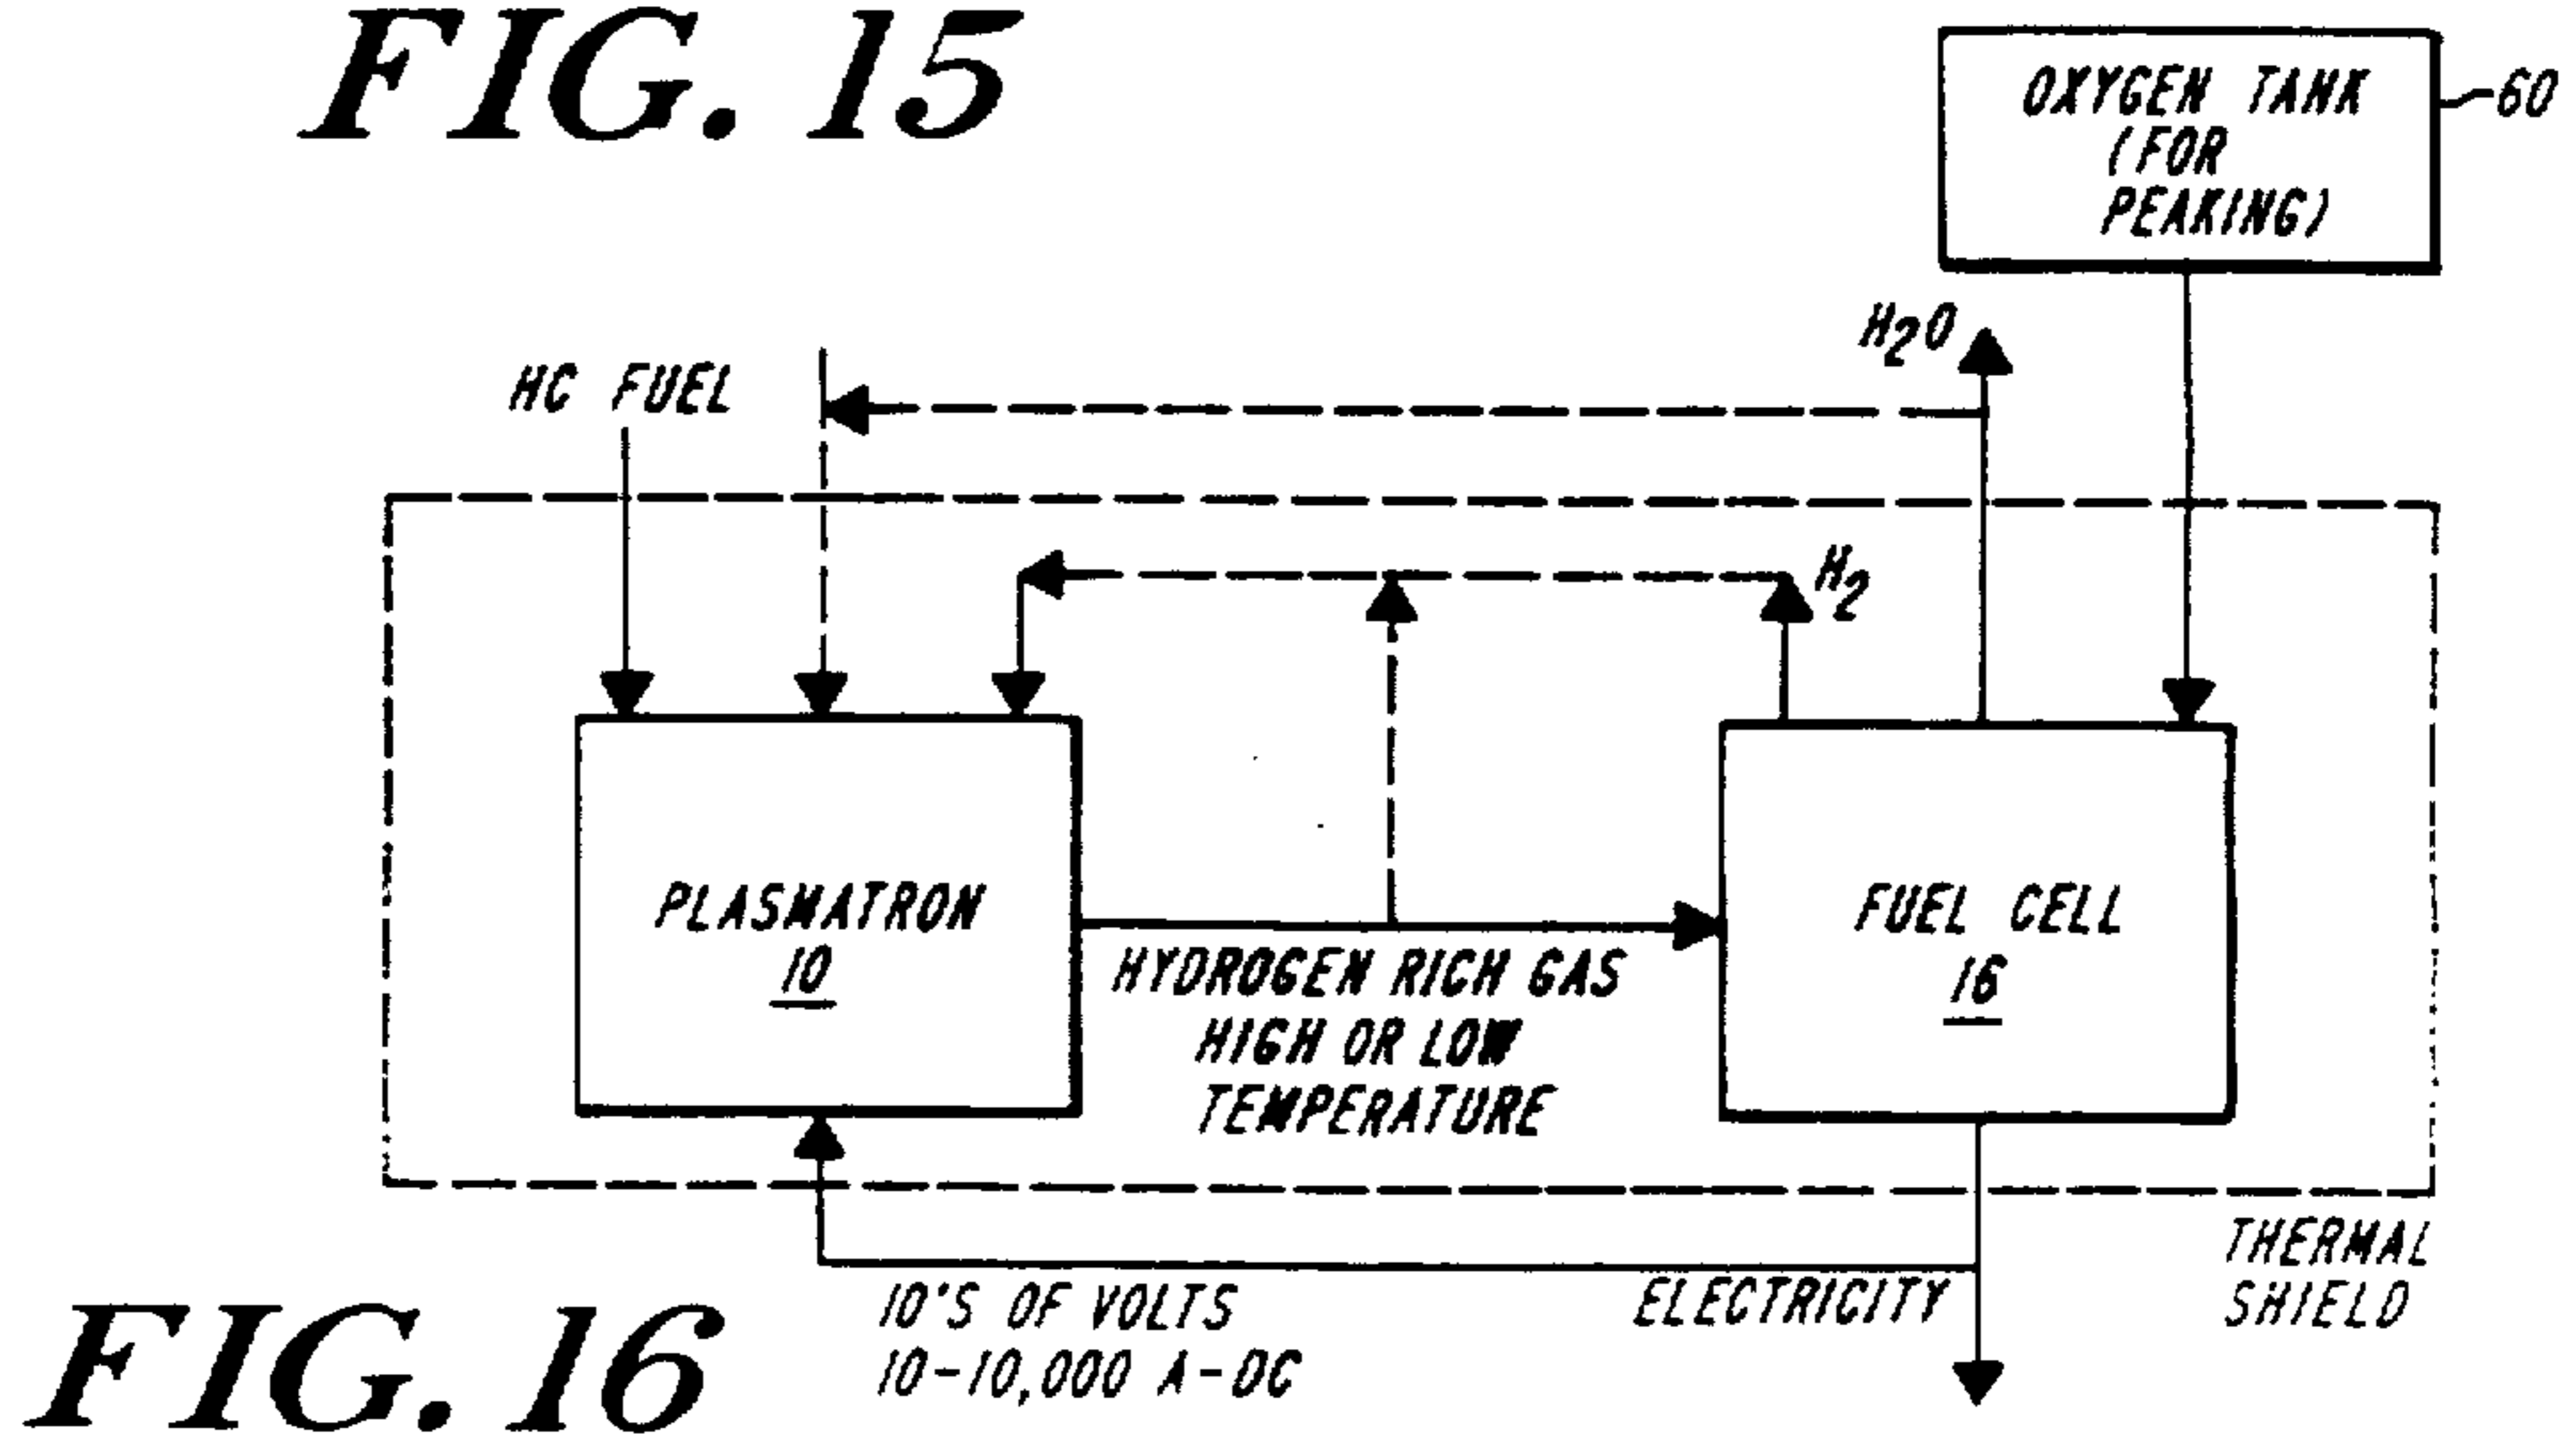 FIG. 15
OXYGEN TANK
(FOR
PEAKING)
60
H2O
HC FUEL
H2
PLASMATRON
10
FUEL CELL
16
HYDROGEN RICH GAS
HIGH OR LOW
TEMPERATURE
THERMAL
SHIELD
ELECTRICITY
10'S OF VOLTS
10-10,000 A-DC
FIG. 16